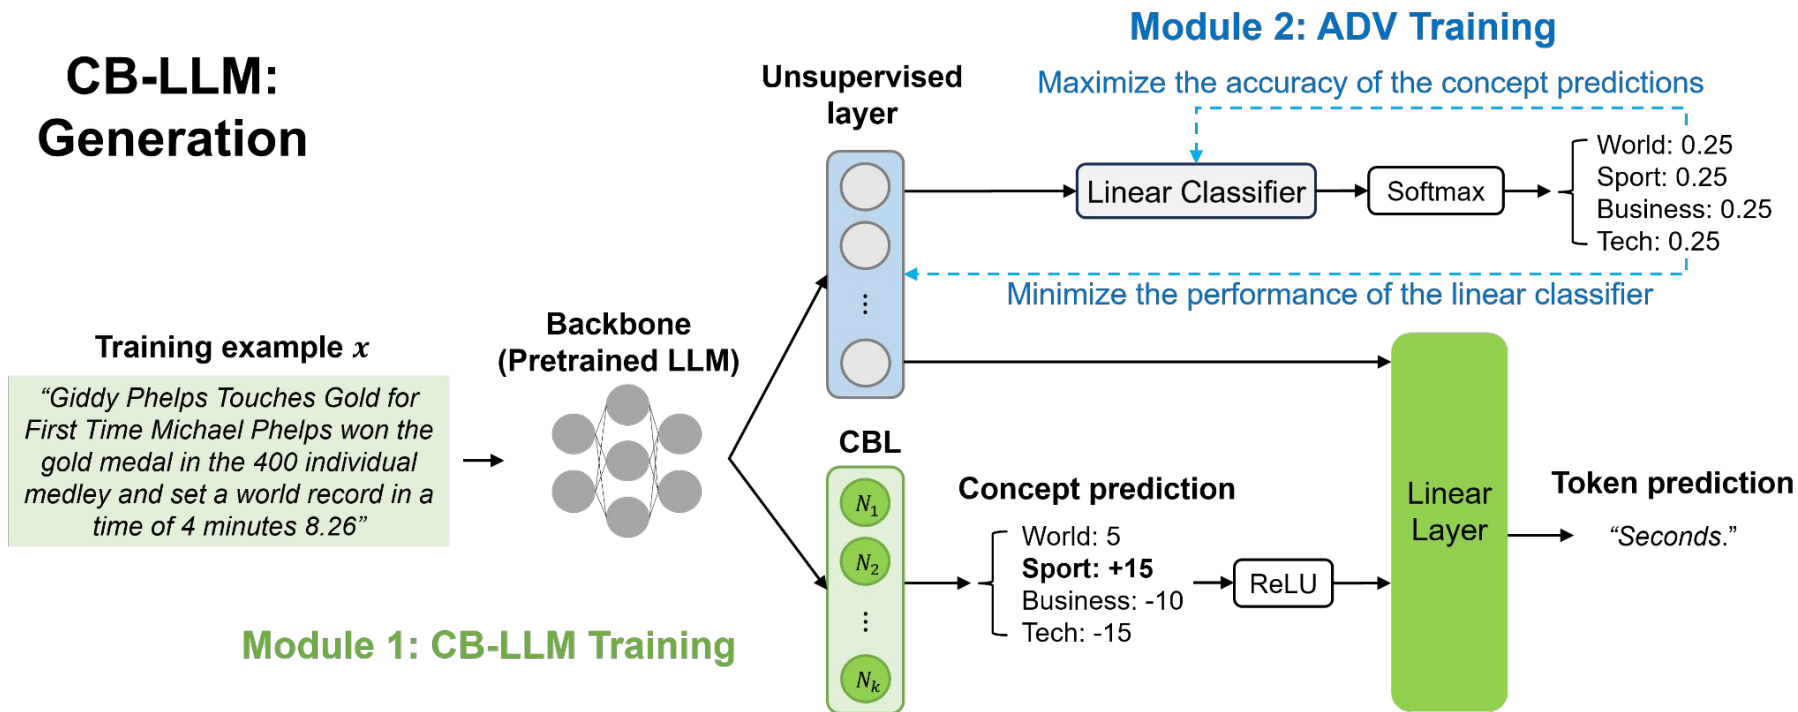 CB-LLM:
Generation
Module 2: ADV Training
Maximize the accuracy of the concept predictions
Unsupervised
layer
Linear Classifier
Softmax
World: 0.25
Sport: 0.25
Business: 0.25
Tech: 0.25
Minimize the performance of the linear classifier
Training example x
“Giddy Phelps Touches Gold for
First Time Michael Phelps won the
gold medal in the 400 individual
medley and set a world record in a
time of 4 minutes 8.26”
Backbone
(Pretrained LLM)
CBL
N₁
N₂
Nₖ
Concept prediction
World: 5
Sport: +15
Business: -10
Tech: -15
ReLU
Linear
Layer
Token prediction
“Seconds.”
Module 1: CB-LLM Training